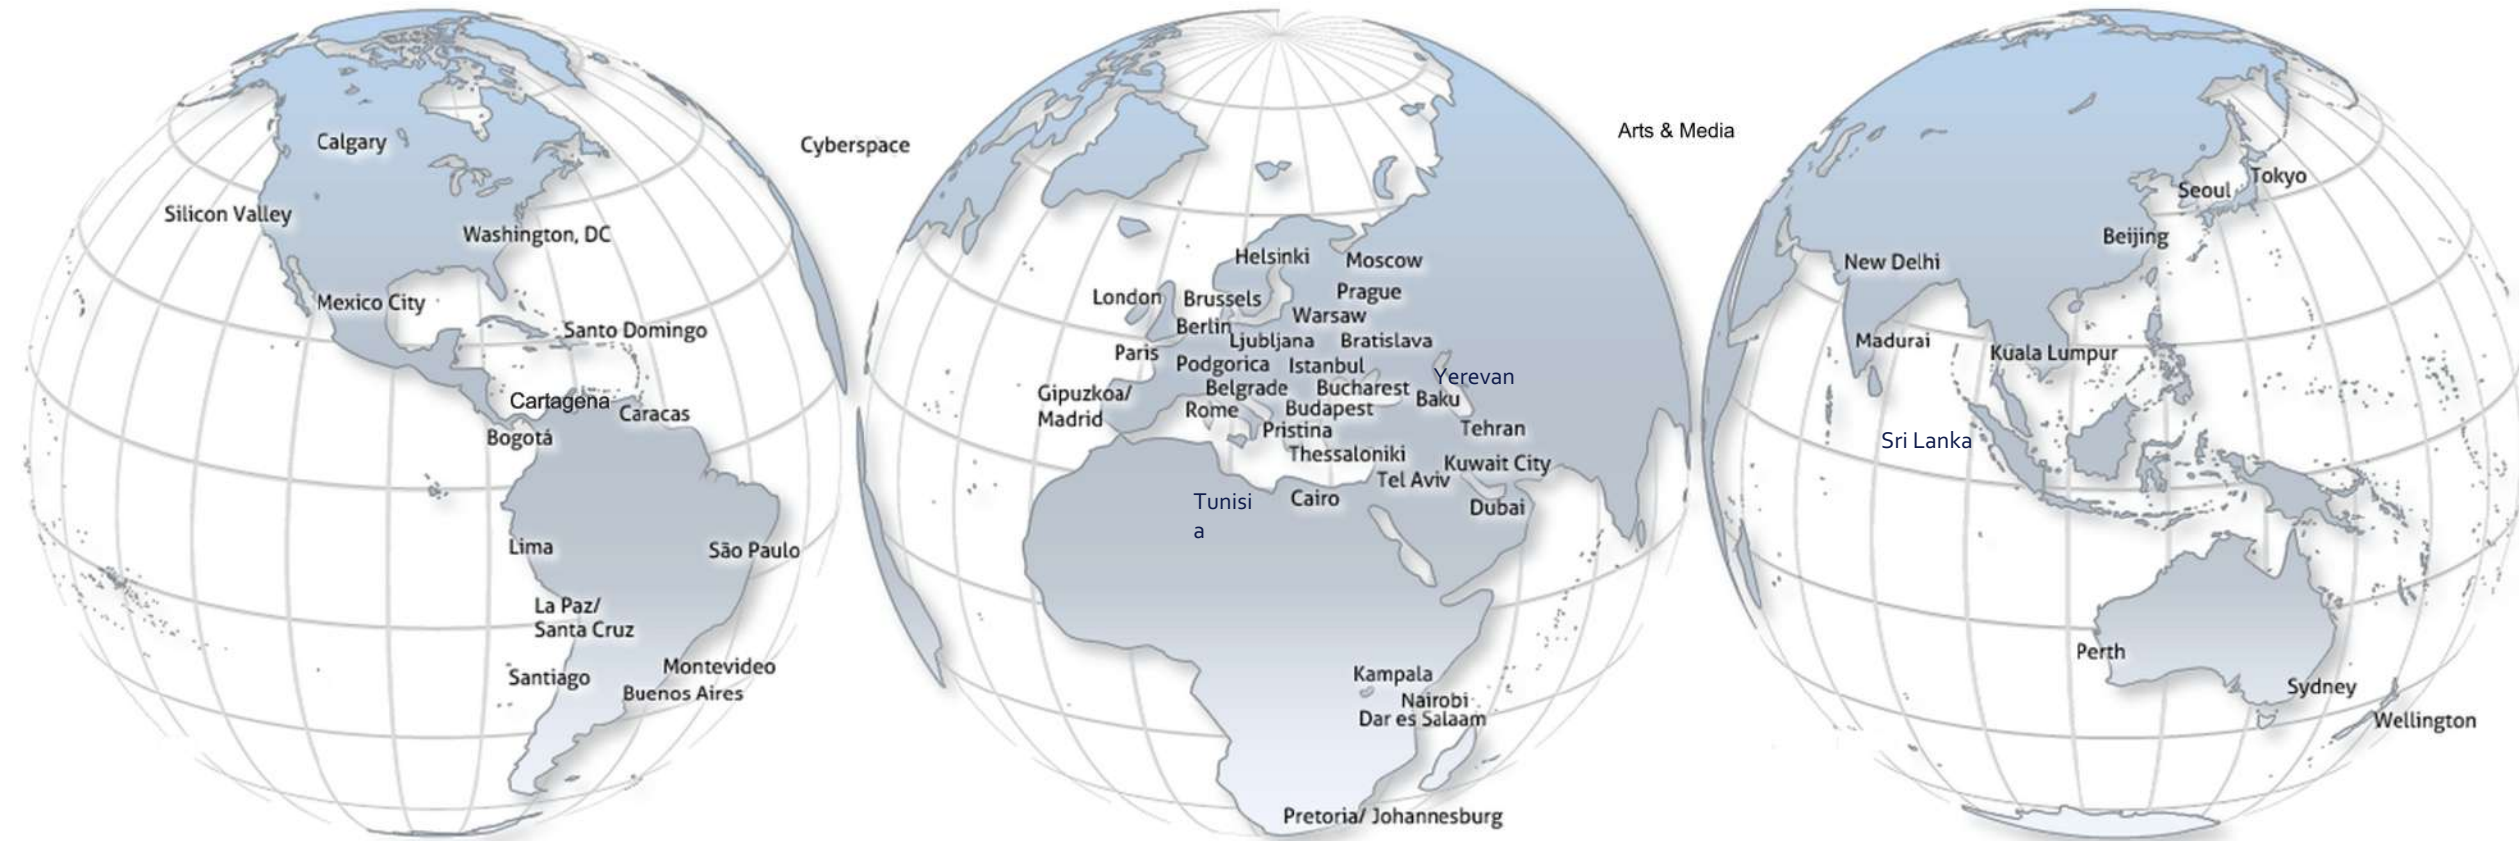 Calgary
Silicon Valley
Washington, DC
Mexico City
Santo Domingo
Cartagena
Caracas
Bogotá
Lima
São Paulo
La Paz/
Santa Cruz
Santiago
Montevideo
Buenos Aires
Cyberspace
Helsinki
Moscow
London
Brussels
Prague
Berlin
Warsaw
Ljubljana
Bratislava
Paris
Podgorica
Istanbul
Yerevan
Gipuzkoa/
Madrid
Belgrade
Bucharest
Baku
Rome
Budapest
Pristina
Tehran
Thessaloniki
Kuwait City
Tel Aviv
Tunisi
a
Cairo
Dubai
Kampala
Nairobi
Dar es Salaam
Pretoria/ Johannesburg
Arts & Media
Tokyo
Seoul
Beijing
New Delhi
Madurai
Kuala Lumpur
Sri Lanka
Perth
Sydney
Wellington